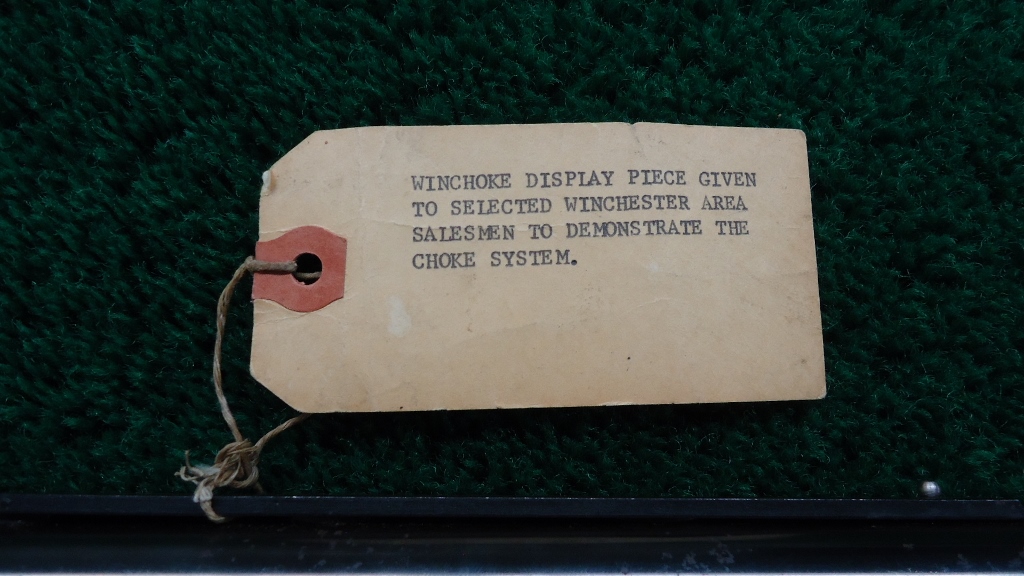 WINCHOKE DISPLAY PIECE GIVEN
TO SELECTED WINCHESTER AREA
SALESMEN TO DEMONSTRATE THE
CHOKE SYSTEM.